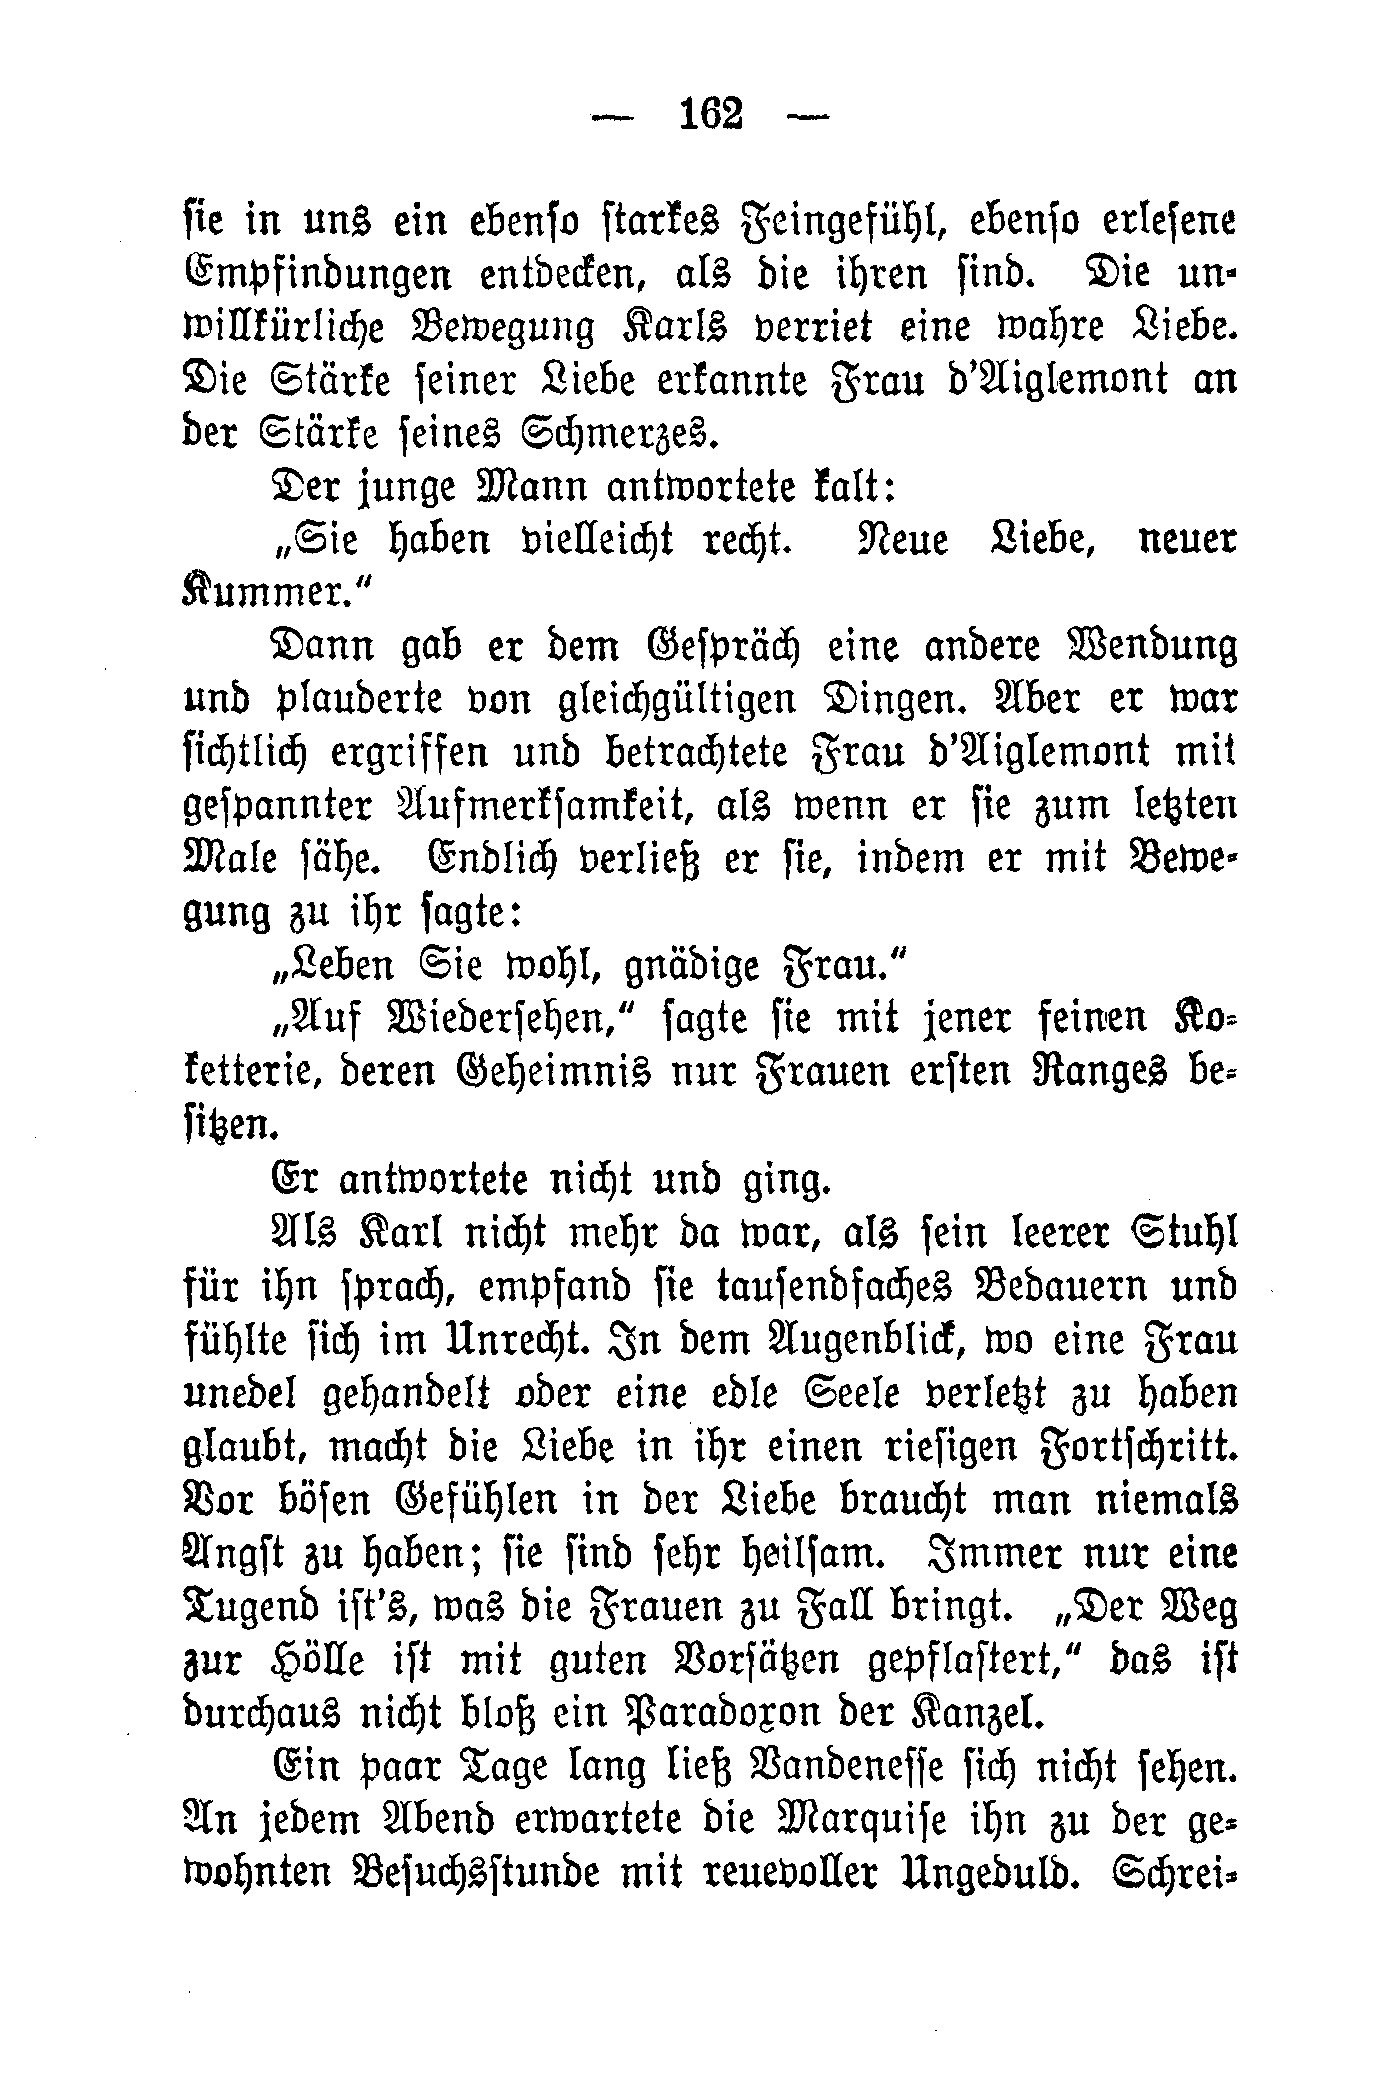 — 162 —
sie in uns ein ebenso starkes Feingefühl, ebenso erlesene
Empfindungen entdecken, als die ihren sind. Die un-
willkürliche Bewegung Karls verriet eine wahre Liebe.
Die Stärke seiner Liebe erkannte Frau d'Aiglemont an
der Stärke seines Schmerzes.
Der junge Mann antwortete kalt:
„Sie haben vielleicht recht. Neue Liebe, neuer
Kummer.“
Dann gab er dem Gespräch eine andere Wendung
und plauderte von gleichgültigen Dingen. Aber er war
sichtlich ergriffen und betrachtete Frau d'Aiglemont mit
gespannter Aufmerksamkeit, als wenn er sie zum letzten
Male sähe. Endlich verließ er sie, indem er mit Bewe-
gung zu ihr sagte:
„Leben Sie wohl, gnädige Frau.“
„Auf Wiedersehen,“ sagte sie mit jener feinen Ko-
ketterie, deren Geheimnis nur Frauen ersten Ranges be-
sitzen.
Er antwortete nicht und ging.
Als Karl nicht mehr da war, als sein leerer Stuhl
für ihn sprach, empfand sie tausendfaches Bedauern und
fühlte sich im Unrecht. In dem Augenblick, wo eine Frau
unedel gehandelt oder eine edle Seele verletzt zu haben
glaubt, macht die Liebe in ihr einen riesigen Fortschritt.
Vor bösen Gefühlen in der Liebe braucht man niemals
Angst zu haben; sie sind sehr heilsam. Immer nur eine
Tugend ist's, was die Frauen zu Fall bringt. „Der Weg
zur Hölle ist mit guten Vorsätzen gepflastert,“ das ist
durchaus nicht bloß ein Paradoxon der Kanzel.
Ein paar Tage lang ließ Vandenesse sich nicht sehen.
An jedem Abend erwartete die Marquise ihn zu der ge-
wohnten Besuchsstunde mit reuevoller Ungeduld. Schrei-